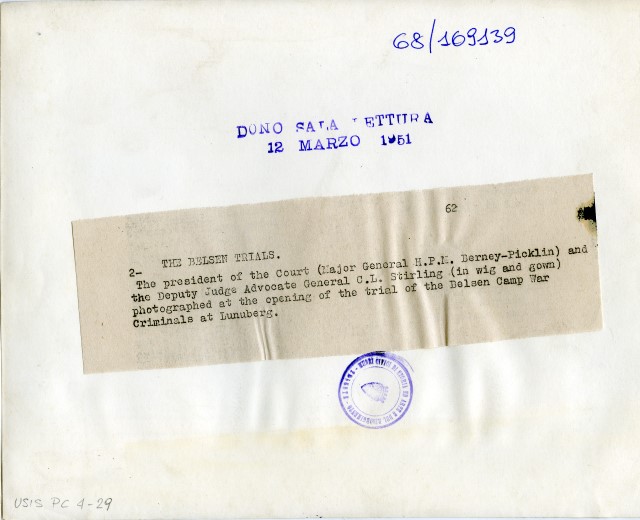 68/169139
DONO SALA LETTURA
12 MARZO 1951
62
2- THE BELSEN TRIALS.
The president of the Court (Major General H.P.M. Berney-Picklin) and
the Deputy Judge Advocate General C.L. Stirling (in wig and gown)
photographed at the opening of the trial of the Belsen Camp War
Criminals at Lunuberg.
USIS PC 4-29